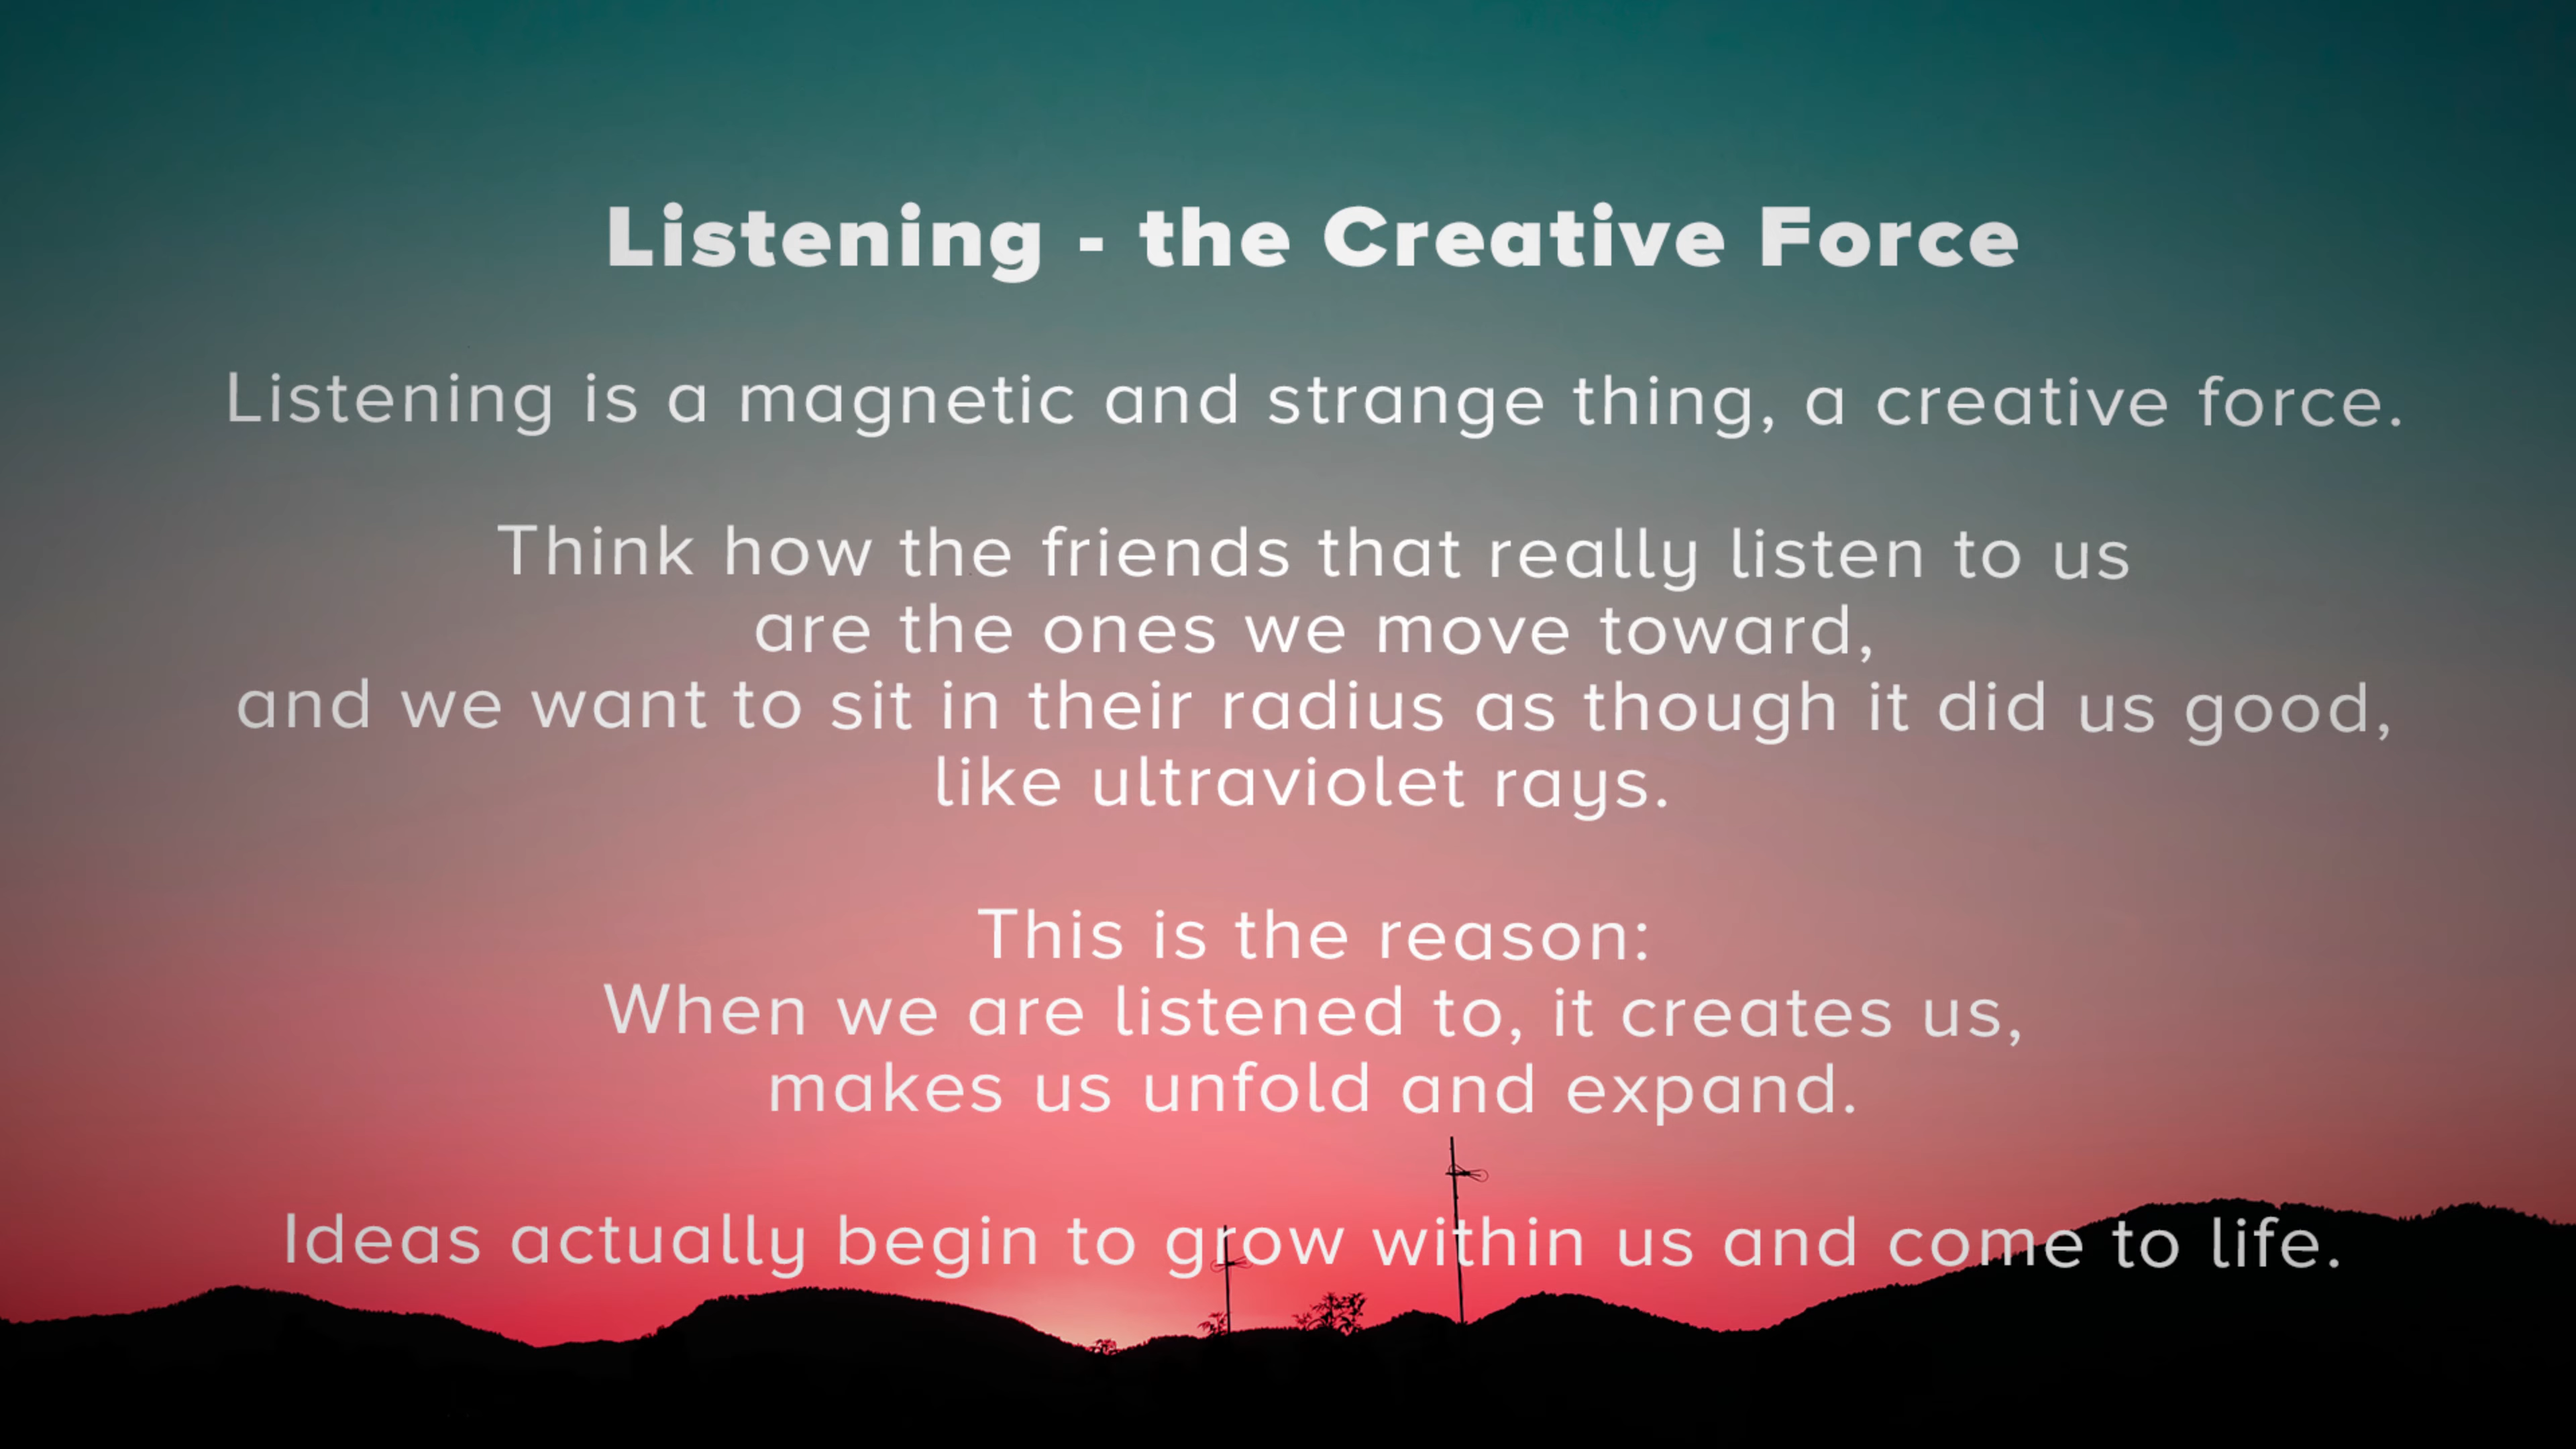 Listening - the Creative Force
Listening is a magnetic and strange thing, a creative force.
Think how the friends that really listen to us
are the ones we move toward,
and we want to sit in their radius as though it did us good,
like ultraviolet rays.
This is the reason:
When we are listened to, it creates us,
makes us unfold and expand.
Ideas actually begin to grow within us and come to life.